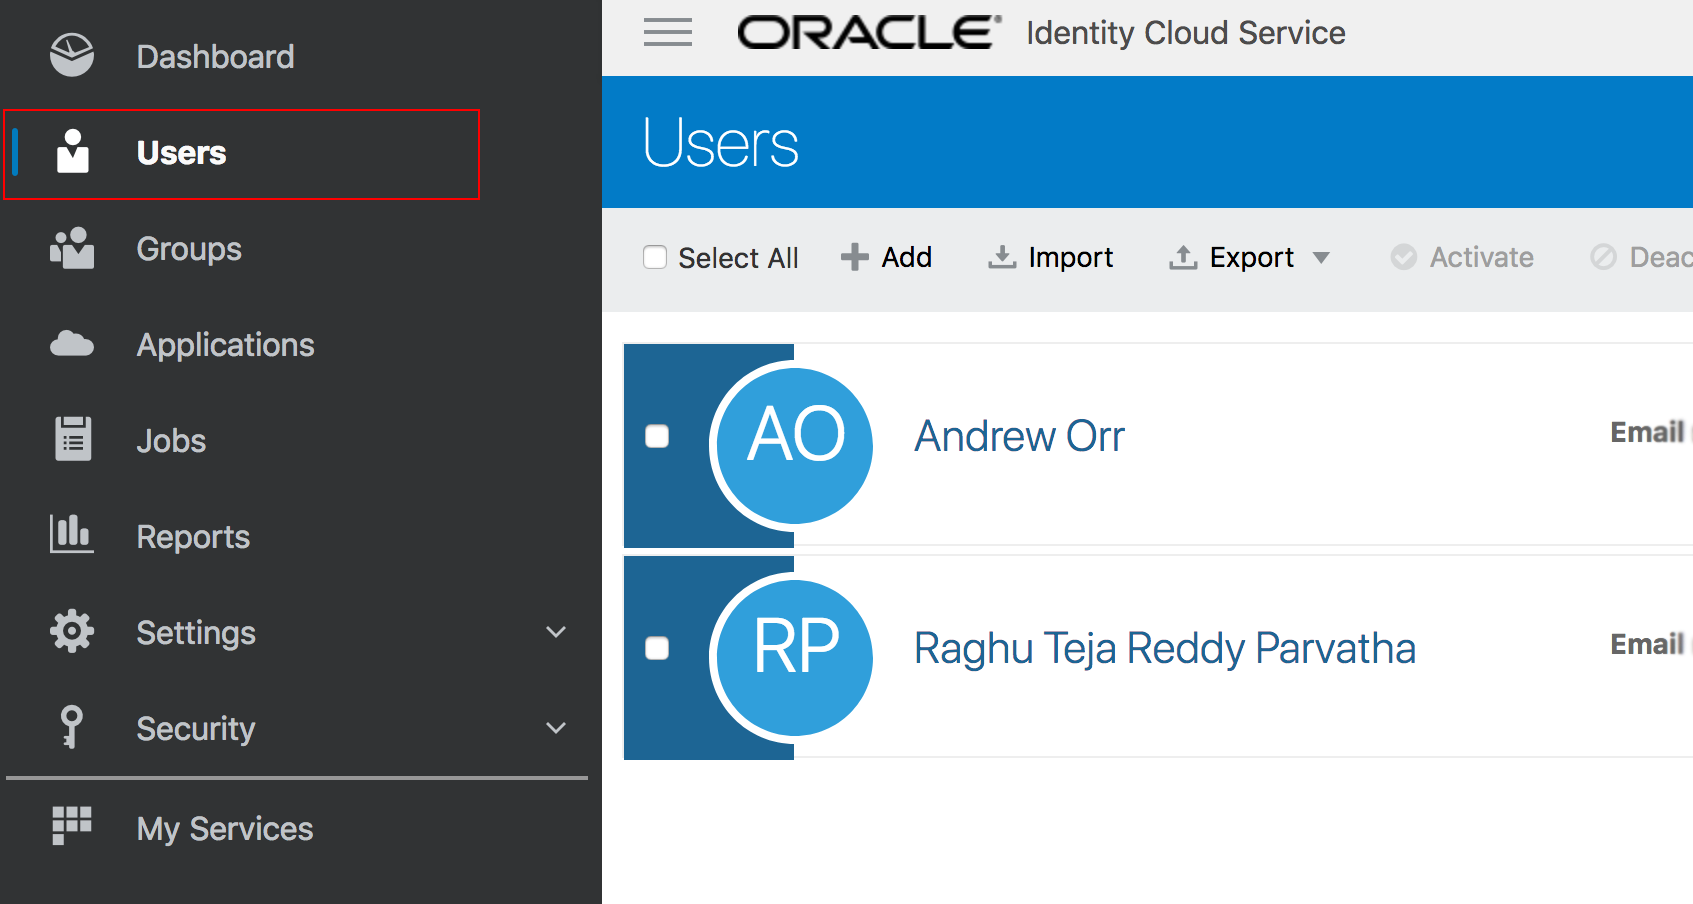 Dashboard
Users
Groups
Applications
Jobs
Reports
Settings
Security
My Services
ORACLE® Identity Cloud Service
Users
Select All Add Import Export Activate
AO Andrew Orr Email
RP Raghu Teja Reddy Parvatha Email